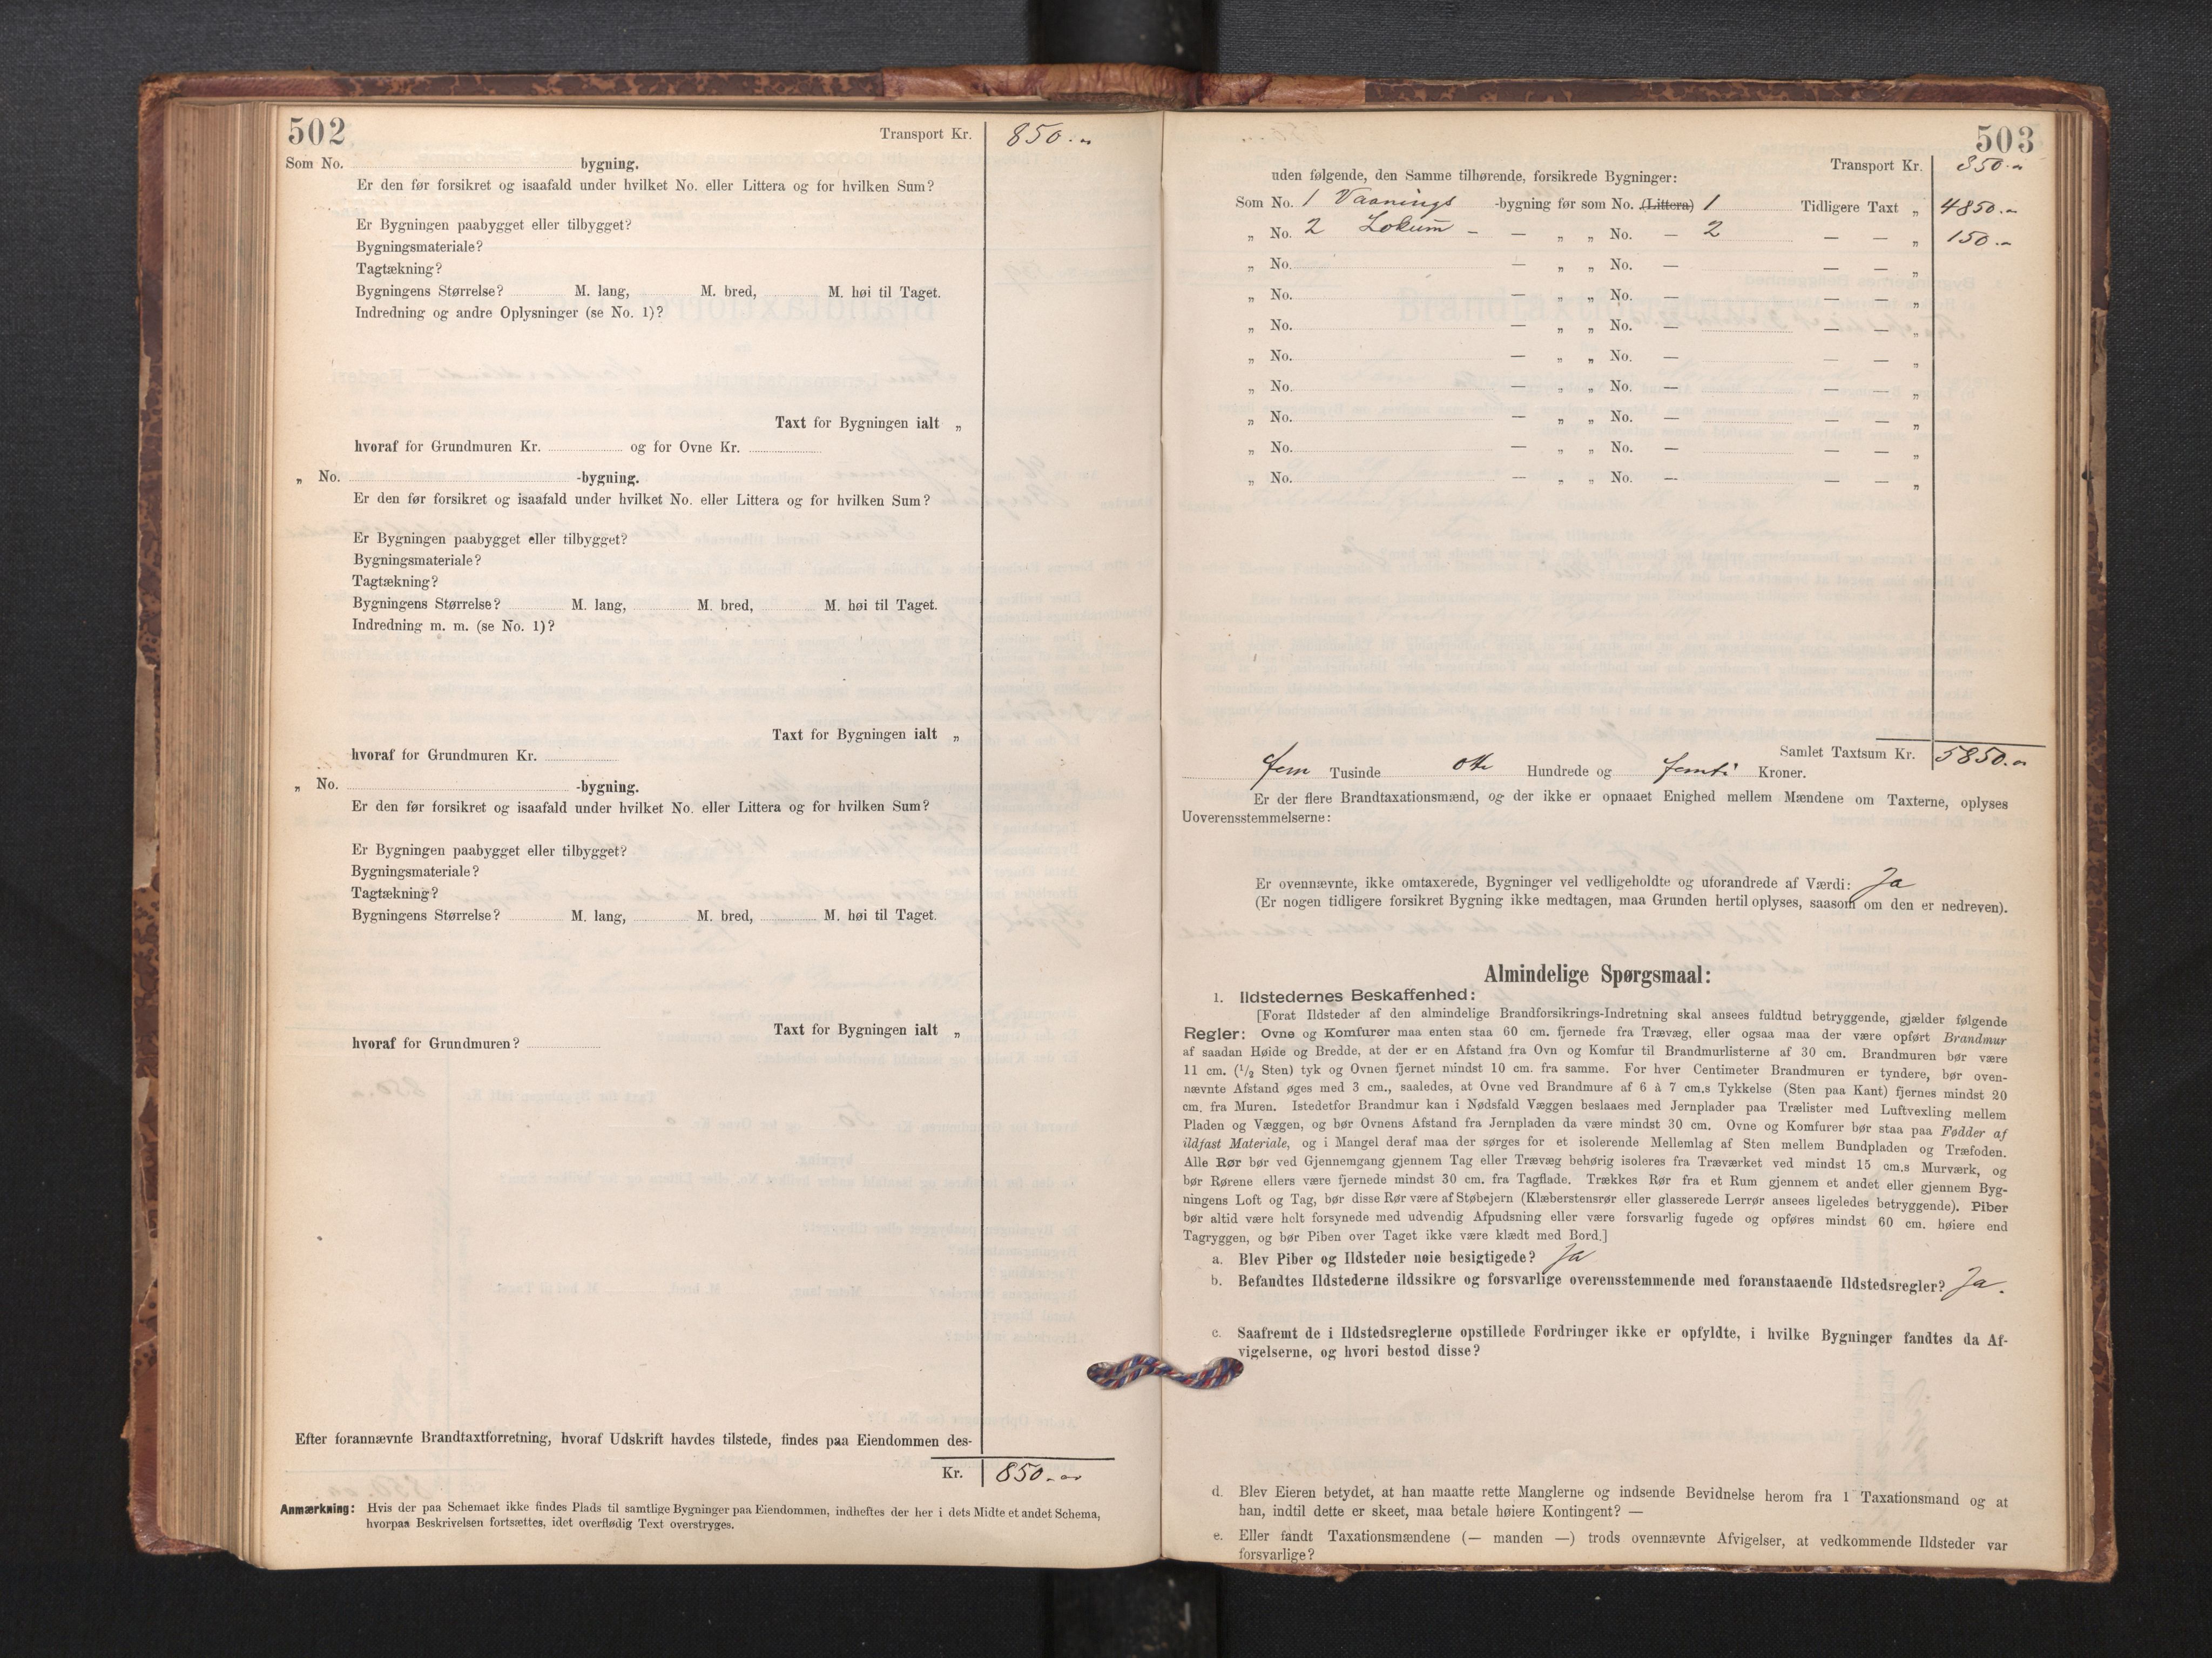 502
Transport Kr. 850.„
Som No. bygning.
Er den før forsikret og isaafald under hvilket No. eller Littera og for hvilken Sum?
Er Bygningen paabygget eller tilbygget?
Bygningsmateriale?
Tagtækning?
Bygningens Størrelse? M. lang, M. bred, M. høi til Taget.
Indredning og andre Oplysninger (se No. 1)?
Taxt for Bygningen ialt „
hvoraf for Grundmuren Kr. og for Ovne Kr.
„ No. -bygning.
Er den før forsikret og isaafald under hvilket No. eller Littera og for hvilken Sum?
Er Bygningen paabygget eller tilbygget?
Bygningsmateriale?
Tagtækning?
Bygningens Størrelse? M. lang, M. bred, M. høi til Taget.
Indredning m. m. (se No. 1)?
Taxt for Bygningen ialt „
hvoraf for Grundmuren Kr.
„ No. -bygning.
Er den før forsikret og isaafald under hvilket No. eller Littera og for hvilken Sum?
Er Bygningen paabygget eller tilbygget?
Bygningsmateriale?
Tagtækning?
Bygningens Størrelse? M. lang, M. bred, M. høi til Taget.
Taxt for Bygningen ialt „
hvoraf for Grundmuren?
Efter forannævnte Brandtaxtforretning, hvoraf Udskrift havdes tilstede, findes paa Eiendommen des-
Kr. 850.„
Anmærkning: Hvis der paa Schemaet ikke findes Plads til samtlige Bygninger paa Eiendommen, indheftes der her i dets Midte et andet Schema,
hvorpaa Beskrivelsen fortsættes, idet overflødig Text overstryges.
503
Transport Kr. 850.„
uden følgende, den Samme tilhørende, forsikrede Bygninger:
Som No. 1 Vaanings -bygning før som No. (Littera) 1 Tidligere Taxt „ 4850.„
„ No. 2 Lokum - — „ „ No. — 2 — — „ 150.„
„ No. — „ „ No. — — — „
„ No. — „ „ No. — — — „
„ No. — „ „ No. — — — „
„ No. — „ „ No. — — — „
„ No. — „ „ No. — — — „
„ No. — „ „ No. — — — „
„ No. — „ „ No. — — — „
„ No. — „ „ No. — — — „
Samlet Taxtsum Kr. 5850.„
fem Tusinde otte Hundrede og femti Kroner.
Er der flere Brandtaxationsmænd, og der ikke er opnaaet Enighed mellem Mændene om Taxterne, oplyses
Uoverensstemmelserne:
Er ovennævnte, ikke omtaxerede, Bygninger vel vedligeholdte og uforandrede af Værdi: Ja
(Er nogen tidligere forsikret Bygning ikke medtagen, maa Grunden hertil oplyses, saasom om den er nedreven).
Almindelige Spørgsmaal:
1. Ildstedernes Beskaffenhed:
[Forat Ildsteder af den almindelige Brandforsikrings-Indretning skal ansees fuldtud betryggende, gjælder følgende
Regler: Ovne og Komfurer maa enten staa 60 cm. fjernede fra Trævæg, eller ogsaa maa der være opført Brandmur
af saadan Høide og Bredde, at der er en Afstand fra Ovn og Komfur til Brandmurlisterne af 30 cm. Brandmuren bør være
11 cm. (1/2 Sten) tyk og Ovnen fjernet mindst 10 cm. fra samme. For hver Centimeter Brandmuren er tyndere, bør oven-
nævnte Afstand øges med 3 cm., saaledes, at Ovne ved Brandmure af 6 à 7 cm.s Tykkelse (Sten paa Kant) fjernes mindst 20
cm. fra Muren. Istedetfor Brandmur kan i Nødsfald Væggen beslaaes med Jernplader paa Trælister med Luftvexling mellem
Pladen og Væggen, og bør Ovnens Afstand fra Jernpladen da være mindst 30 cm. Ovne og Komfurer bør staa paa Fødder af
ildfast Materiale, og i Mangel deraf maa der sørges for et isolerende Mellemlag af Sten mellem Bundpladen og Træfoden.
Alle Rør bør ved Gjennemgang gjennem Tag eller Trævæg behørig isoleres fra Træværket ved mindst 15 cm.s Murværk, og
bør Rørene ellers være fjernede mindst 30 cm. fra Tagflade. Trækkes Rør fra et Rum gjennem et andet eller gjennem Byg-
ningens Loft og Tag, bør disse Rør være af Støbejern (Klæberstensrør eller glasserede Lerrør ansees ligeledes betryggende). Piber
bør altid være holt forsynede med udvendig Afpudsning eller være forsvarlig fugede og opføres mindst 60 cm. høiere end
Tagryggen, og bør Piben over Taget ikke være klædt med Bord.]
a. Blev Piber og Ildsteder nøie besigtigede? Ja
b. Befandtes Ildstederne ildssikre og forsvarlige overensstemmende med foranstaaende Ildstedsregler? Ja.
c. Saafremt de i Ildstedsreglerne opstillede Fordringer ikke er opfyldte, i hvilke Bygninger fandtes da Af-
vigelserne, og hvori bestod disse?
d. Blev Eieren betydet, at han maatte rette Manglerne og indsende Bevidnelse herom fra 1 Taxationsmand og at
han, indtil dette er skeet, maa betale høiere Kontingent? —
e. Eller fandt Taxationsmændene (— manden —) trods ovennævnte Afvigelser, at vedkommende Ildsteder var
forsvarlige?